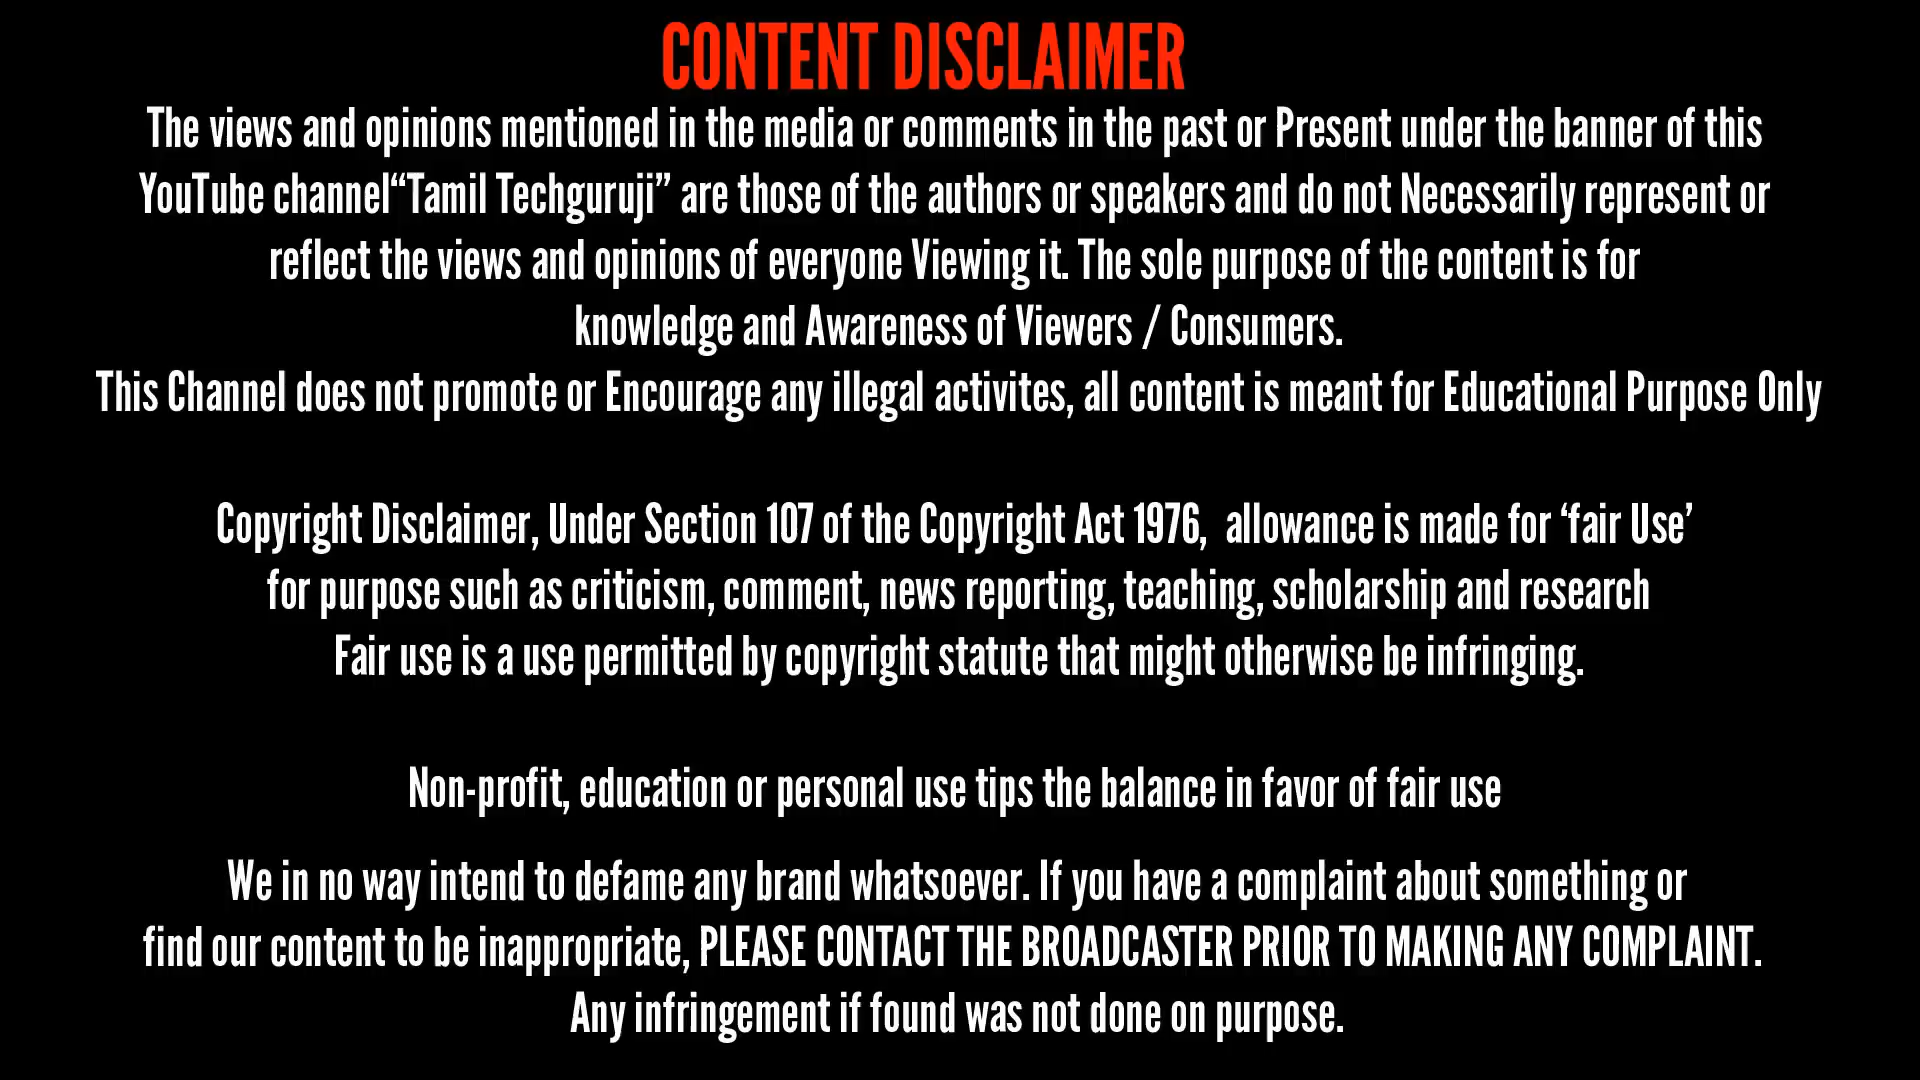 CONTENT DISCLAIMER
The views and opinions mentioned in the media or comments in the past or Present under the banner of this
YouTube channel“Tamil Techguruji” are those of the authors or speakers and do not Necessarily represent or
reflect the views and opinions of everyone Viewing it. The sole purpose of the content is for
knowledge and Awareness of Viewers / Consumers.
This Channel does not promote or Encourage any illegal activites, all content is meant for Educational Purpose Only
Copyright Disclaimer, Under Section 107 of the Copyright Act 1976,  allowance is made for ‘fair Use’
for purpose such as criticism, comment, news reporting, teaching, scholarship and research
Fair use is a use permitted by copyright statute that might otherwise be infringing.
Non-profit, education or personal use tips the balance in favor of fair use
We in no way intend to defame any brand whatsoever. If you have a complaint about something or
find our content to be inappropriate, PLEASE CONTACT THE BROADCASTER PRIOR TO MAKING ANY COMPLAINT.
Any infringement if found was not done on purpose.